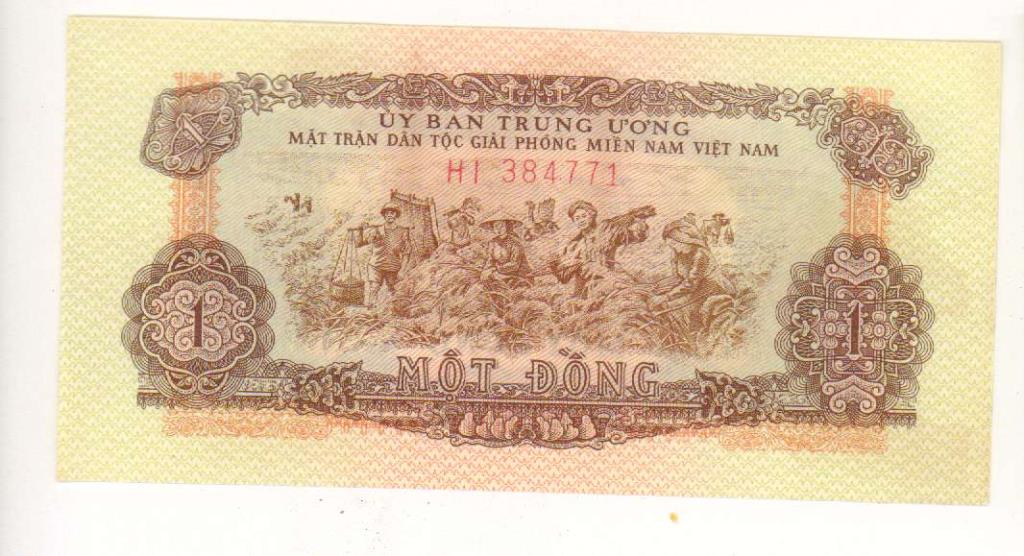 ỦY BAN TRUNG ƯƠNG
MẶT TRẬN DÂN TỘC GIẢI PHÓNG MIỀN NAM VIỆT NAM
HI 384771
1
1
1
1
MỘT ĐỒNG